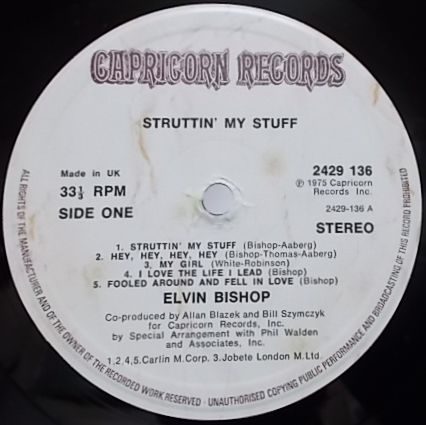 CAPRICORN RECORDS
STRUTTIN' MY STUFF
Made in UK
33⅓ RPM
SIDE ONE
2429 136
℗ 1975 Capricorn
Records Inc.
2429-136 A
STEREO
1. STRUTTIN' MY STUFF (Bishop-Aaberg)
2. HEY, HEY, HEY, HEY (Bishop-Thomas-Aaberg)
3. MY GIRL (White-Robinson)
4. I LOVE THE LIFE I LEAD (Bishop)
5. FOOLED AROUND AND FELL IN LOVE (Bishop)
ELVIN BISHOP
Co-produced by Allan Blazek and Bill Szymczyk
for Capricorn Records, Inc.
by Special Arrangement with Phil Walden
and Associates, Inc.
1,2,4,5.Carlin M.Corp. 3.Jobete London M.Ltd.
ALL RIGHTS OF THE MANUFACTURER AND OF THE OWNER OF THE RECORDED WORK RESERVED · UNAUTHORISED COPYING PUBLIC PERFORMANCE AND BROADCASTING OF THIS RECORD PROHIBITED